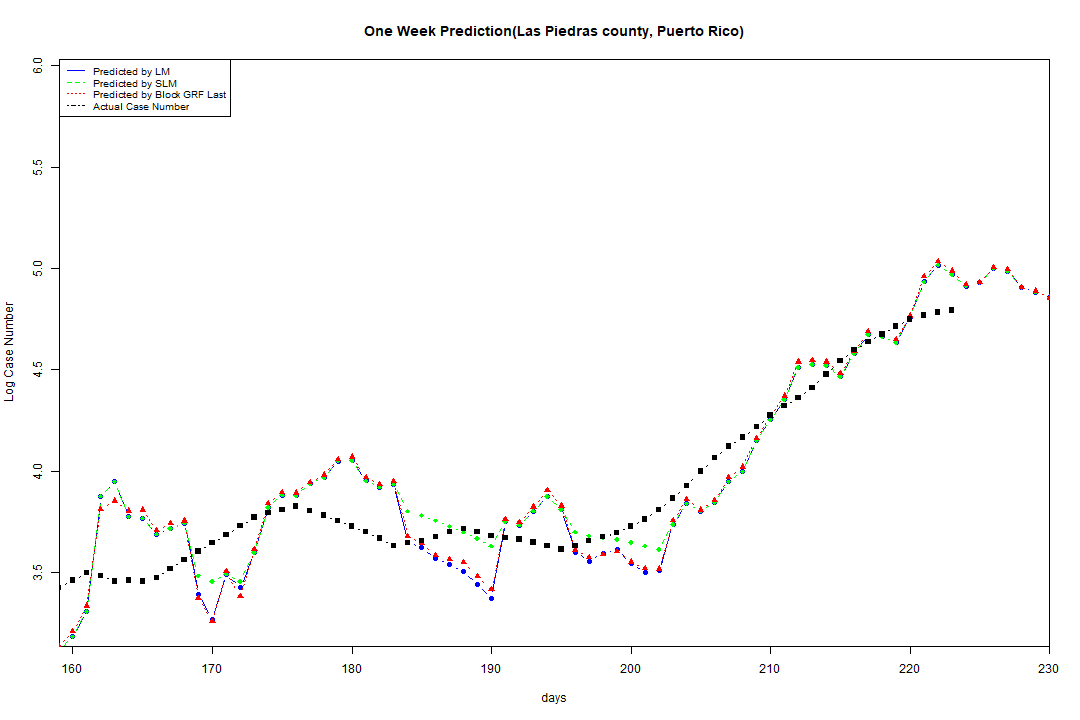 One Week Prediction(Las Piedras county, Puerto Rico)
6.0
Predicted by LM
Predicted by SLM
Predicted by Block GRF Last
Actual Case Number
5.5
5.0
4.5
4.0
3.5
Log Case Number
160 170 180 190 200 210 220 230
days